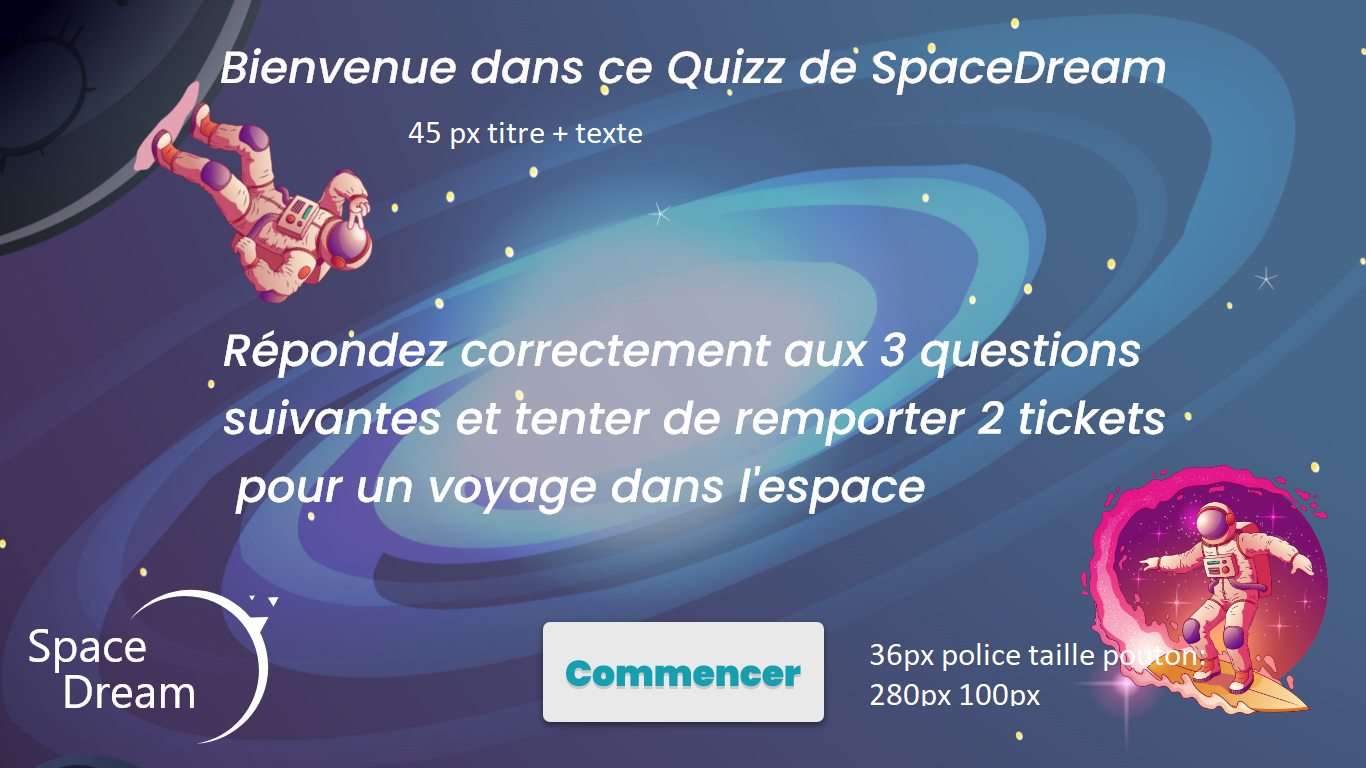 Bienvenue dans ce Quizz de SpaceDream
45 px titre + texte
Répondez correctement aux 3 questions
suivantes et tenter de remporter 2 tickets
pour un voyage dans l'espace
Space
Dream
Commencer
36px police taille pouton:
280px 100px